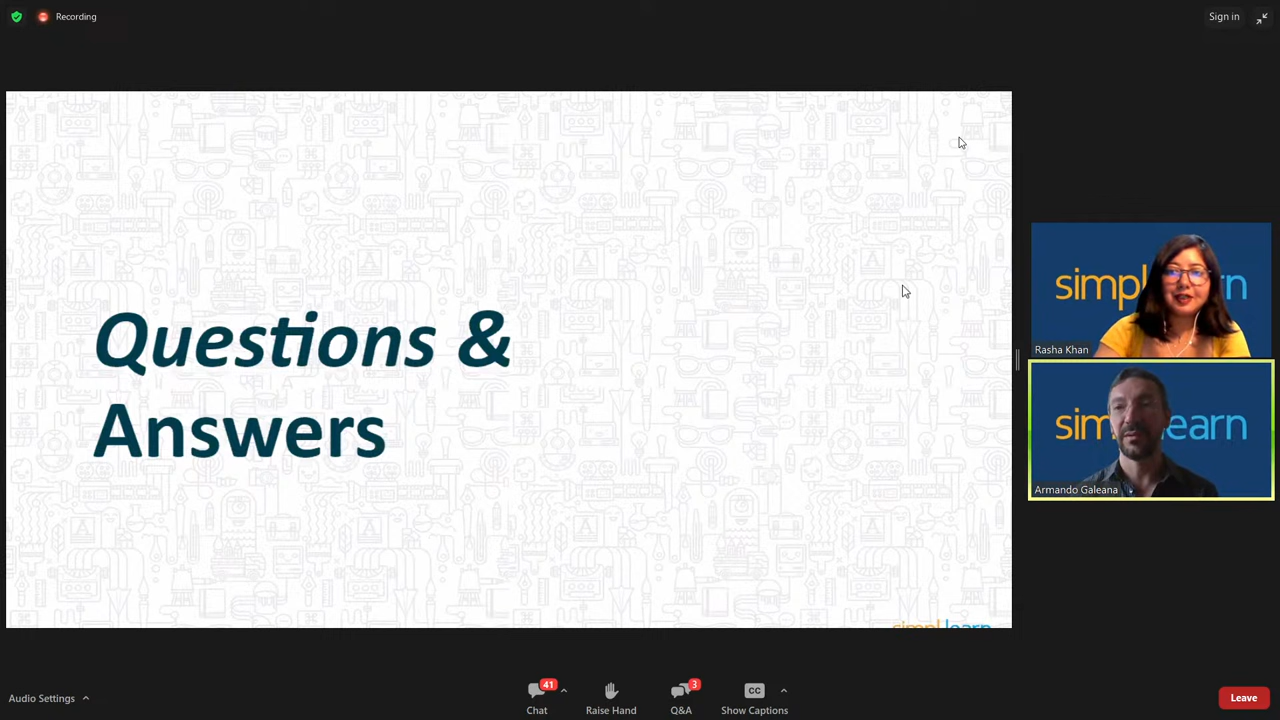 Recording
Sign in
Questions &
Answers
simplilearn
Rasha Khan
Armando Galeana
Audio Settings
41
Chat
Raise Hand
3
Q&A
CC
Show Captions
Leave